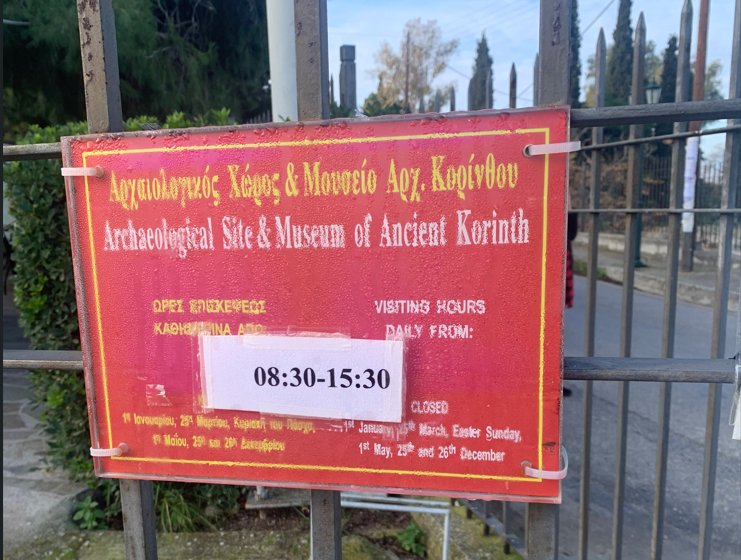 Αρχαιολογικός Χώρος & Μουσείο Αρχ. Κορίνθου
Archaeological Site & Museum of Ancient Korinth
ΩΡΕΣ ΕΠΙΣΚΕΨΕΩΣ
ΚΑΘΗΜΕΡΙΝΑ ΑΠΟ:
VISITING HOURS
DAILY FROM:
08:30-15:30
1η Ιανουαρίου, 25η Μαρτίου, Κυριακή του Πάσχα,
1η Μαΐου, 25η και 26η Δεκεμβρίου
CLOSED
1st January, 25th March, Easter Sunday,
1st May, 25th and 26th December